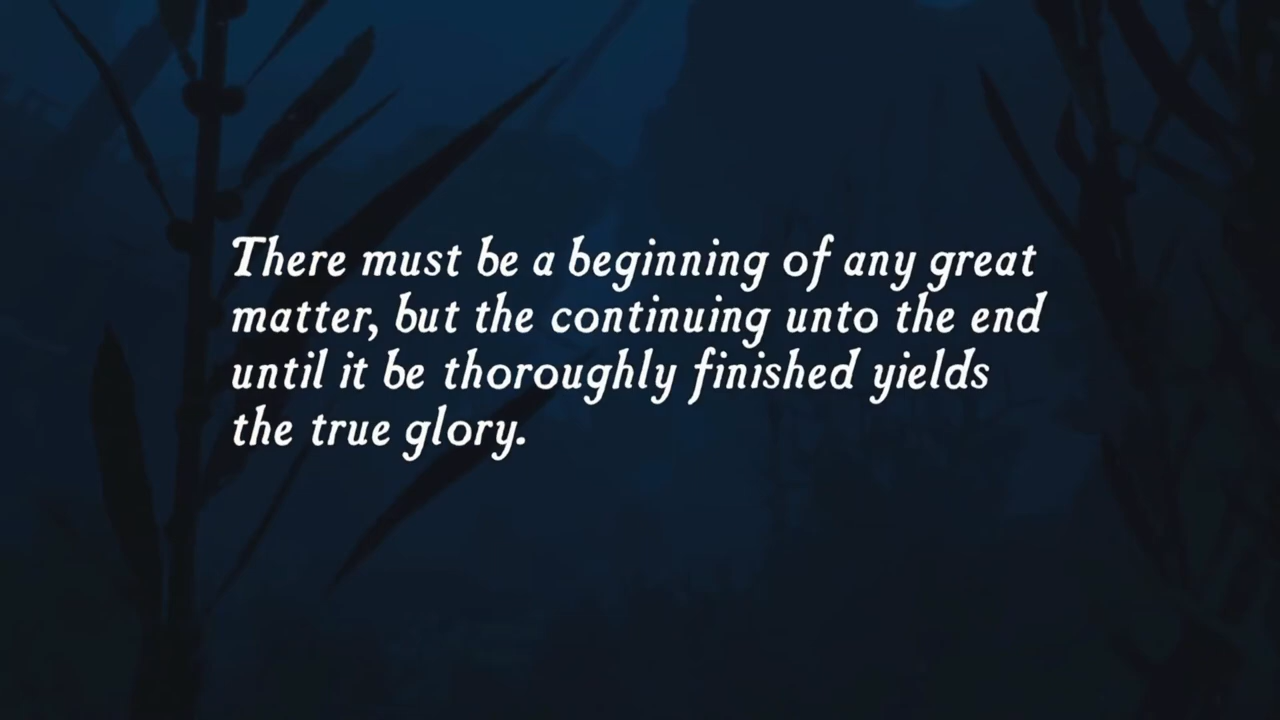 There must be a beginning of any great
matter, but the continuing unto the end
until it be thoroughly finished yields
the true glory.